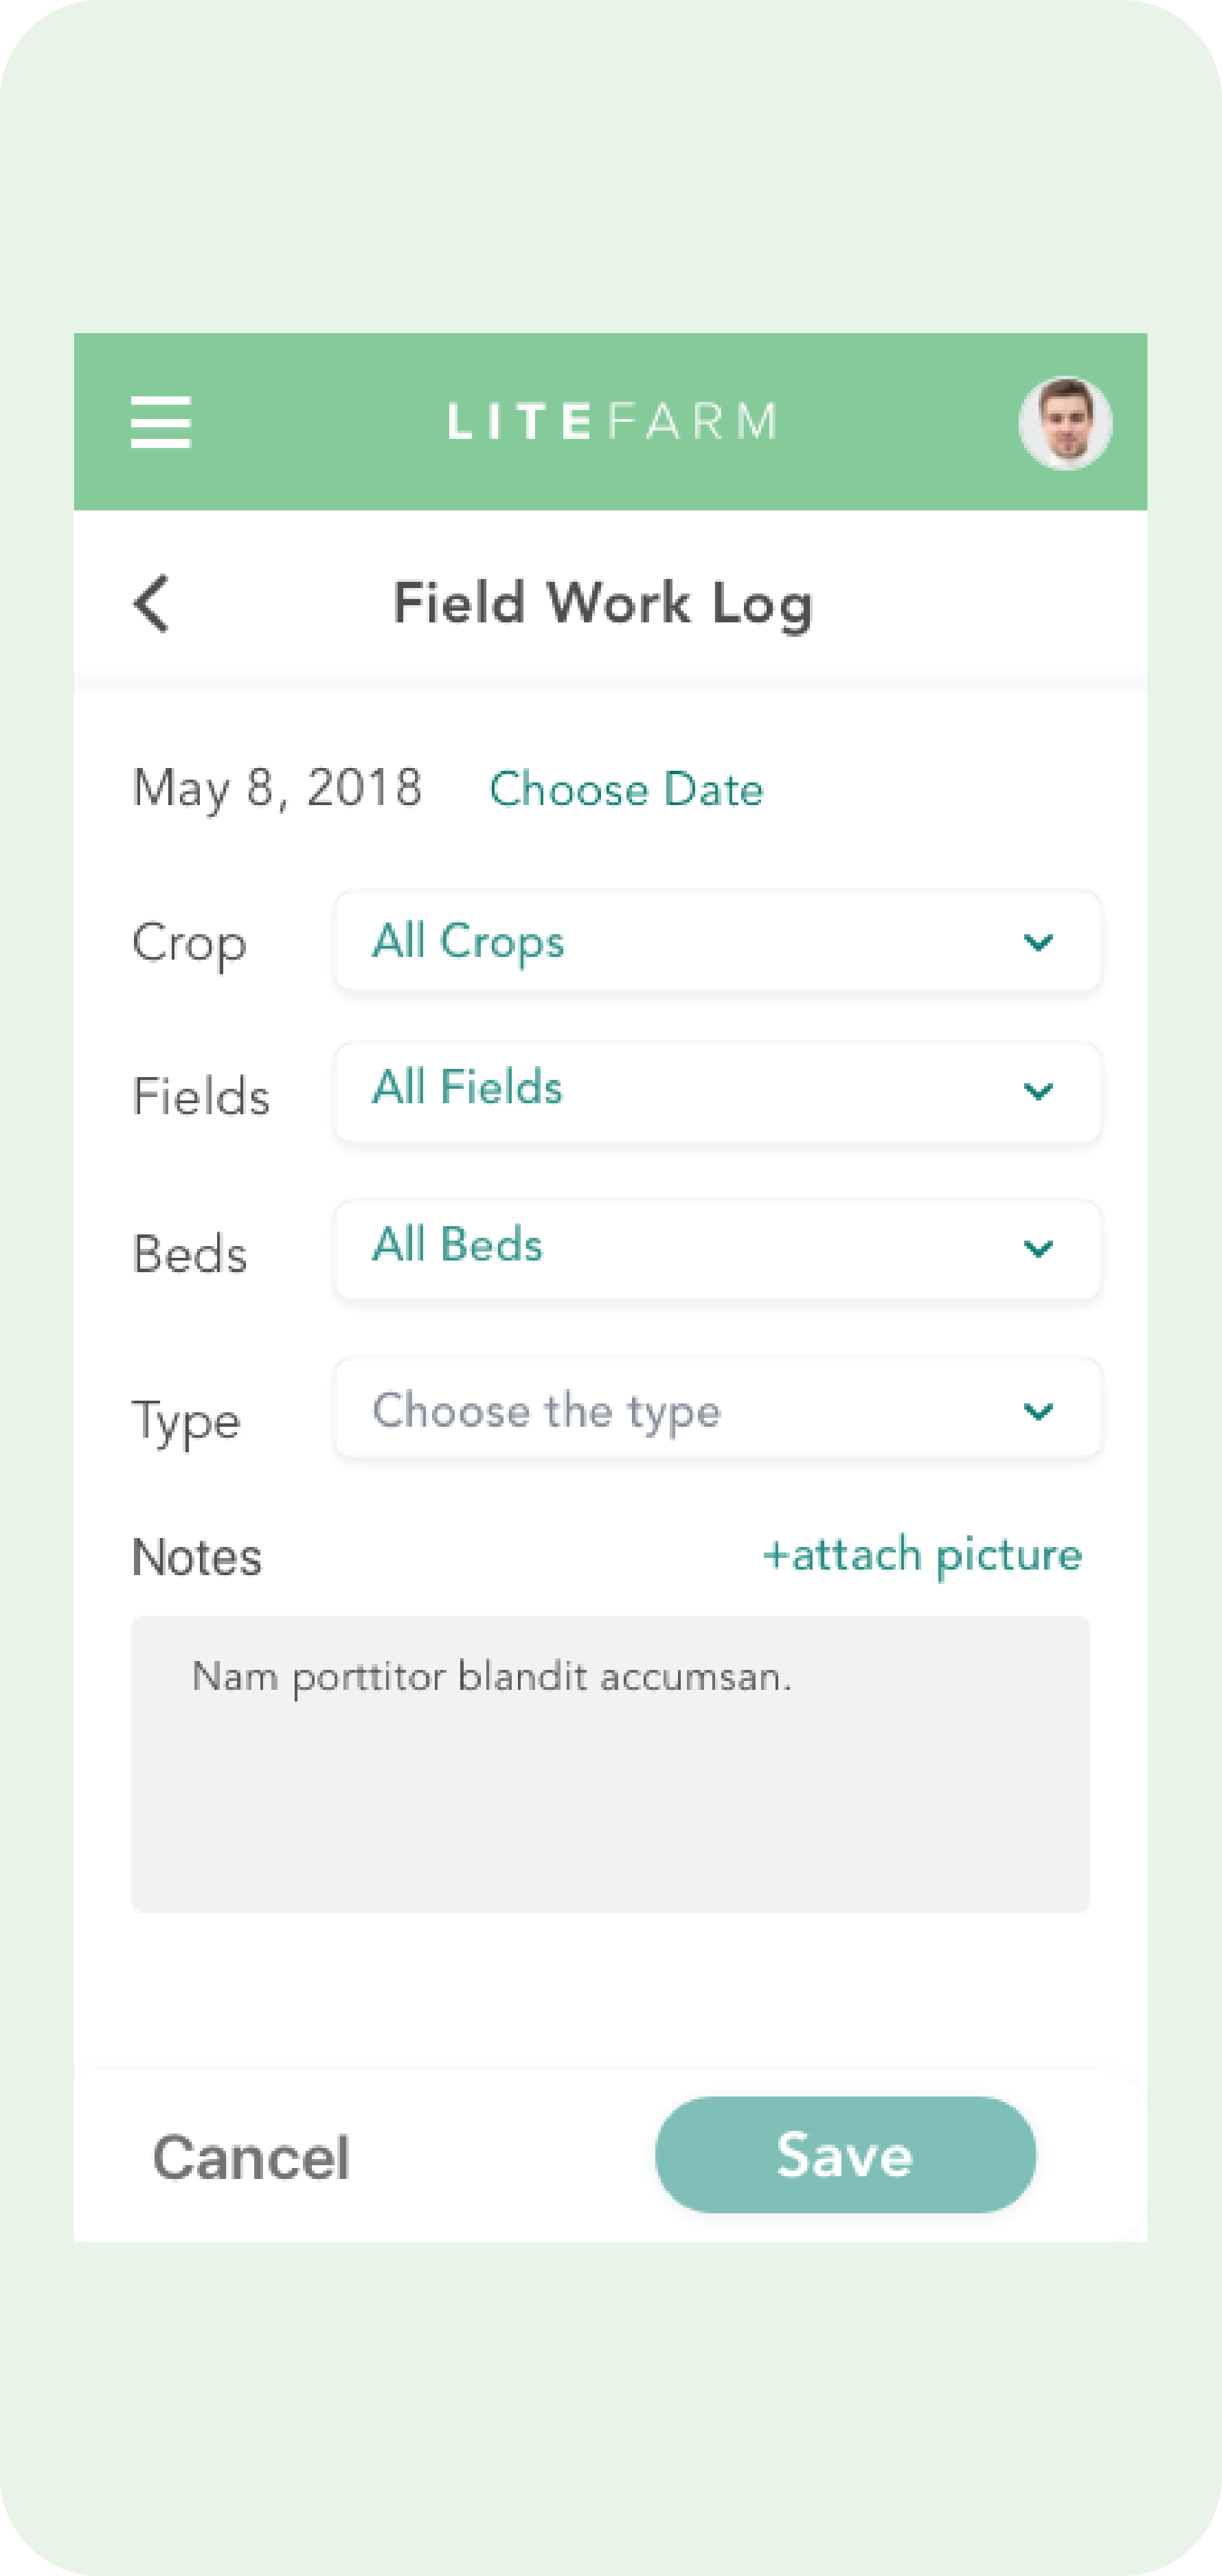 LITEFARM
Field Work Log
May 8, 2018 Choose Date
Crop All Crops
Fields All Fields
Beds All Beds
Type Choose the type
Notes +attach picture
Nam porttitor blandit accumsan.
Cancel Save